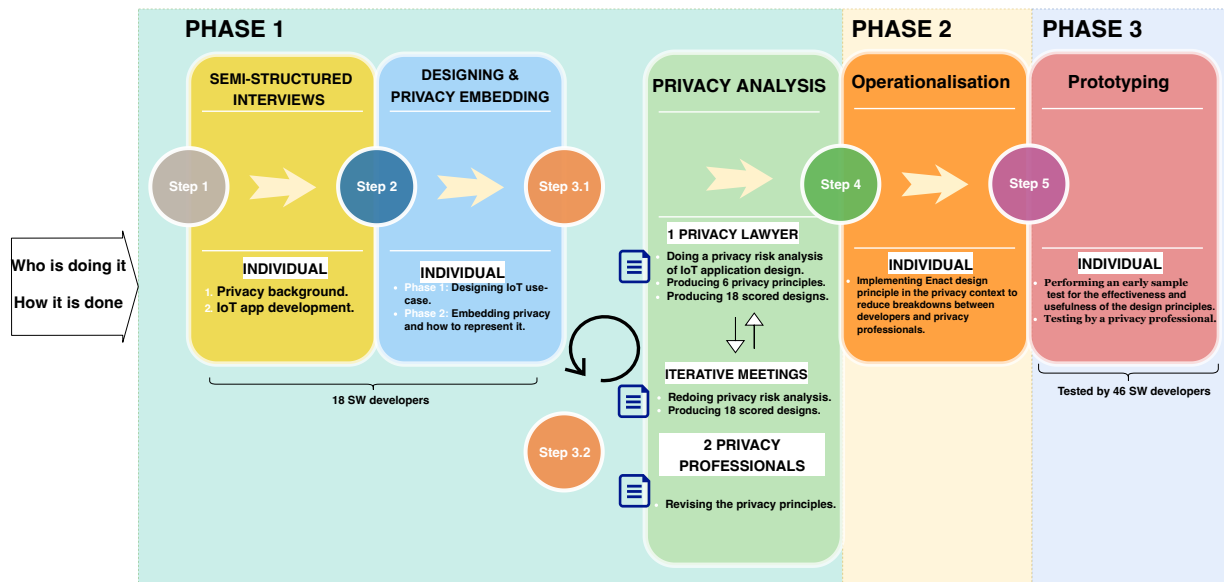 PHASE 1
PHASE 2
PHASE 3
SEMI-STRUCTURED
INTERVIEWS
DESIGNING &
PRIVACY EMBEDDING
PRIVACY ANALYSIS
Operationalisation
Prototyping
Step 1
Step 2
Step 3.1
Step 4
Step 5
Who is doing it
How it is done
INDIVIDUAL
1. Privacy background.
2. IoT app development.
INDIVIDUAL
• Phase 1: Designing IoT use-
case.
• Phase 2: Embedding privacy
and how to represent it.
18 SW developers
1 PRIVACY LAWYER
• Doing a privacy risk analysis
of IoT application design.
• Producing 6 privacy principles.
• Producing 18 scored designs.
ITERATIVE MEETINGS
• Redoing privacy risk analysis.
• Producing 18 scored designs.
Step 3.2
2 PRIVACY
PROFESSIONALS
• Revising the privacy principles.
INDIVIDUAL
• Implementing Enact design
principle in the privacy context to
reduce breakdowns between
developers and privacy
professionals.
INDIVIDUAL
• Performing an early sample
test for the effectiveness and
usefulness of the design principles.
• Testing by a privacy professional.
Tested by 46 SW developers